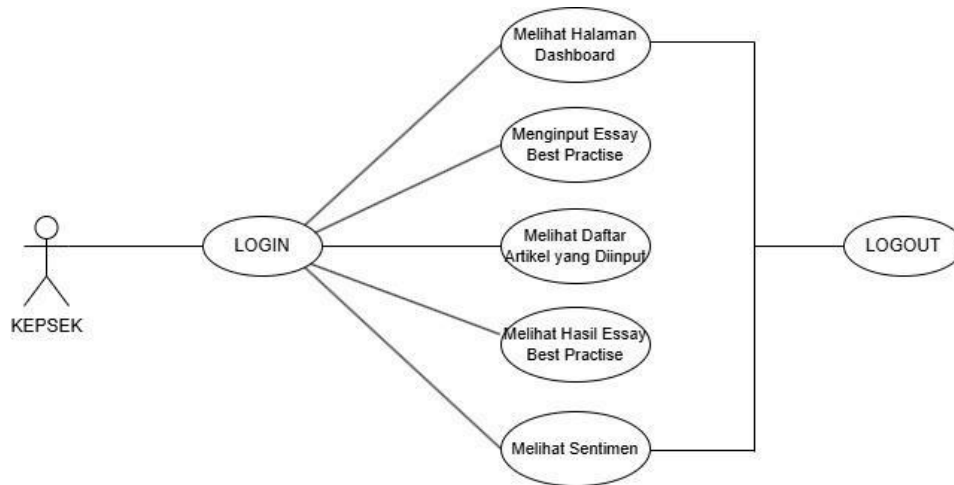 Melihat Halaman
Dashboard
Menginput Essay
Best Practise
LOGIN
Melihat Daftar
Artikel yang Diinput
LOGOUT
KEPSEK
Melihat Hasil Essay
Best Practise
Melihat Sentimen